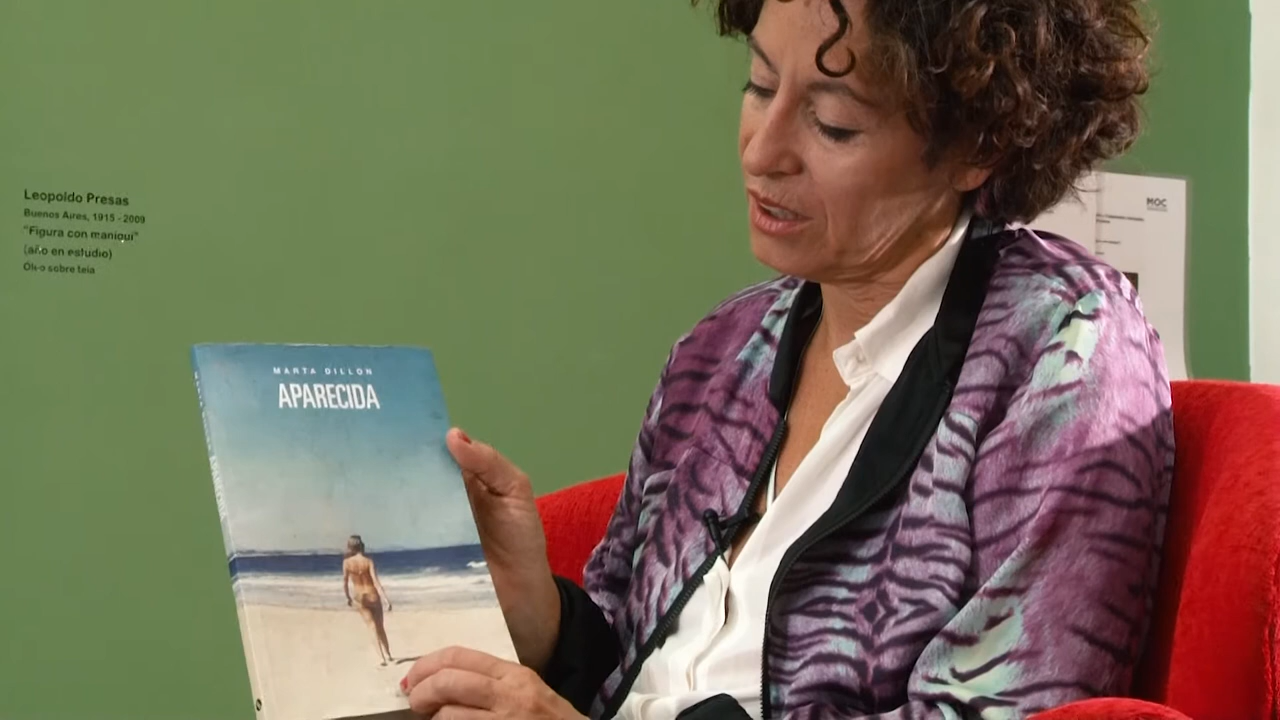 Leopoldo Presas
Buenos Aires, 1915 - 2009
"Figura con maniquí"
(año en estudio)
Óleo sobre tela
MARTA DILLON
APARECIDA
MOC